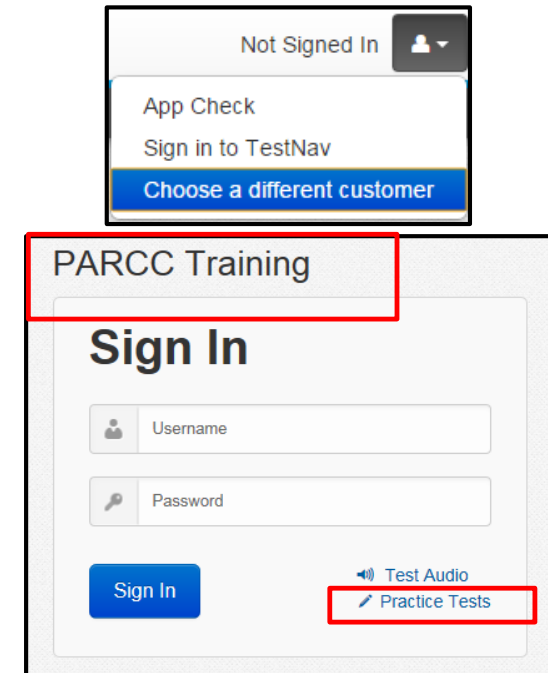 Not Signed In
App Check
Sign in to TestNav
Choose a different customer
PARCC Training
Sign In
Username
Password
Test Audio
Sign In
Practice Tests